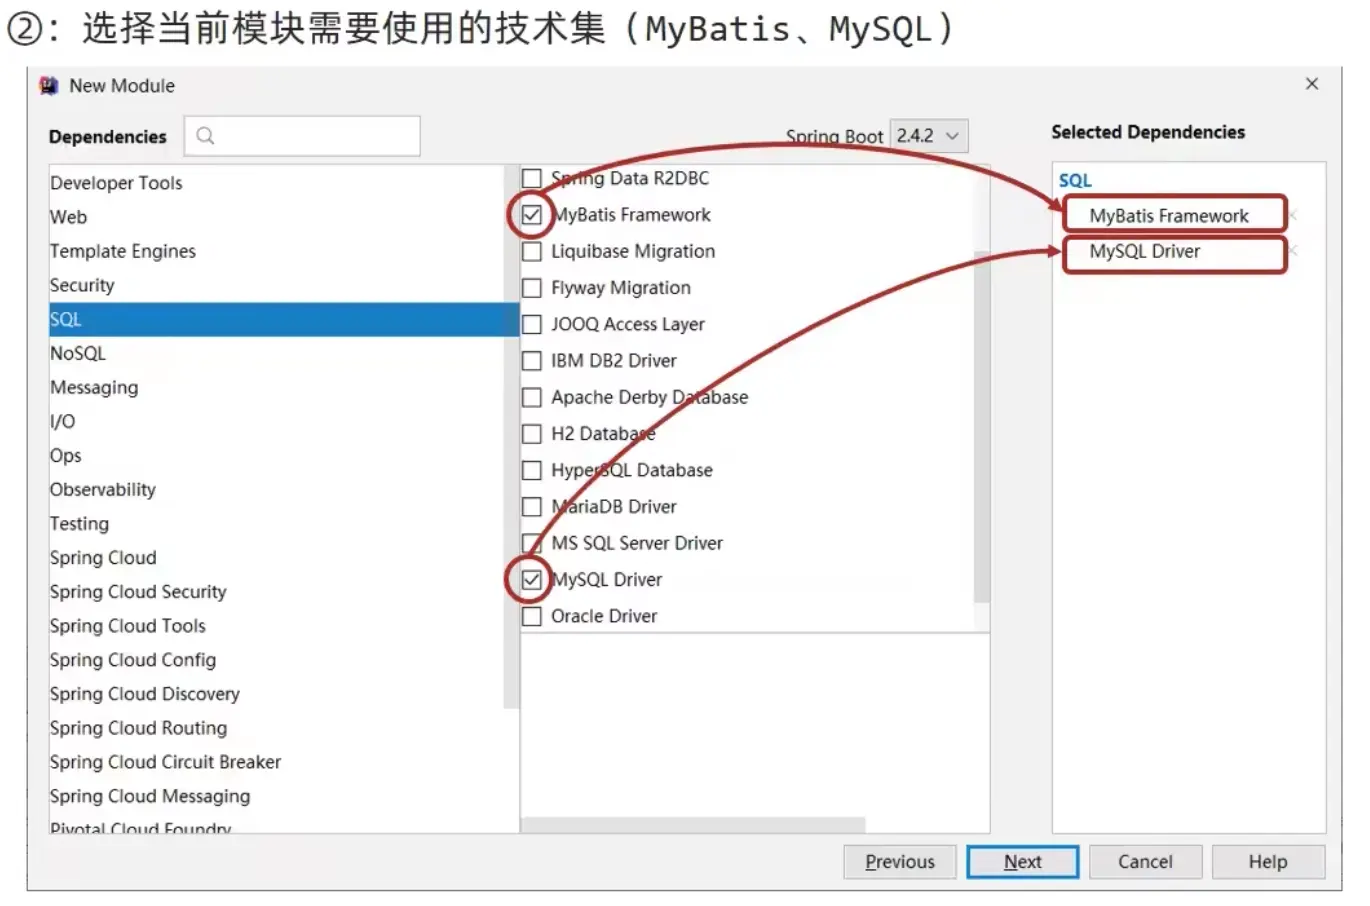 ②：选择当前模块需要使用的技术集（MyBatis、MySQL）
New Module
Dependencies
Spring Boot 2.4.2
Selected Dependencies
Developer Tools
Web
Template Engines
Security
SQL
NoSQL
Messaging
I/O
Ops
Observability
Testing
Spring Cloud
Spring Cloud Security
Spring Cloud Tools
Spring Cloud Config
Spring Cloud Discovery
Spring Cloud Routing
Spring Cloud Circuit Breaker
Spring Cloud Messaging
Pivotal Cloud Foundry
Spring Data R2DBC
MyBatis Framework
Liquibase Migration
Flyway Migration
JOOQ Access Layer
IBM DB2 Driver
Apache Derby Database
H2 Database
HyperSQL Database
MariaDB Driver
MS SQL Server Driver
MySQL Driver
Oracle Driver
SQL
MyBatis Framework
MySQL Driver
Previous
Next
Cancel
Help